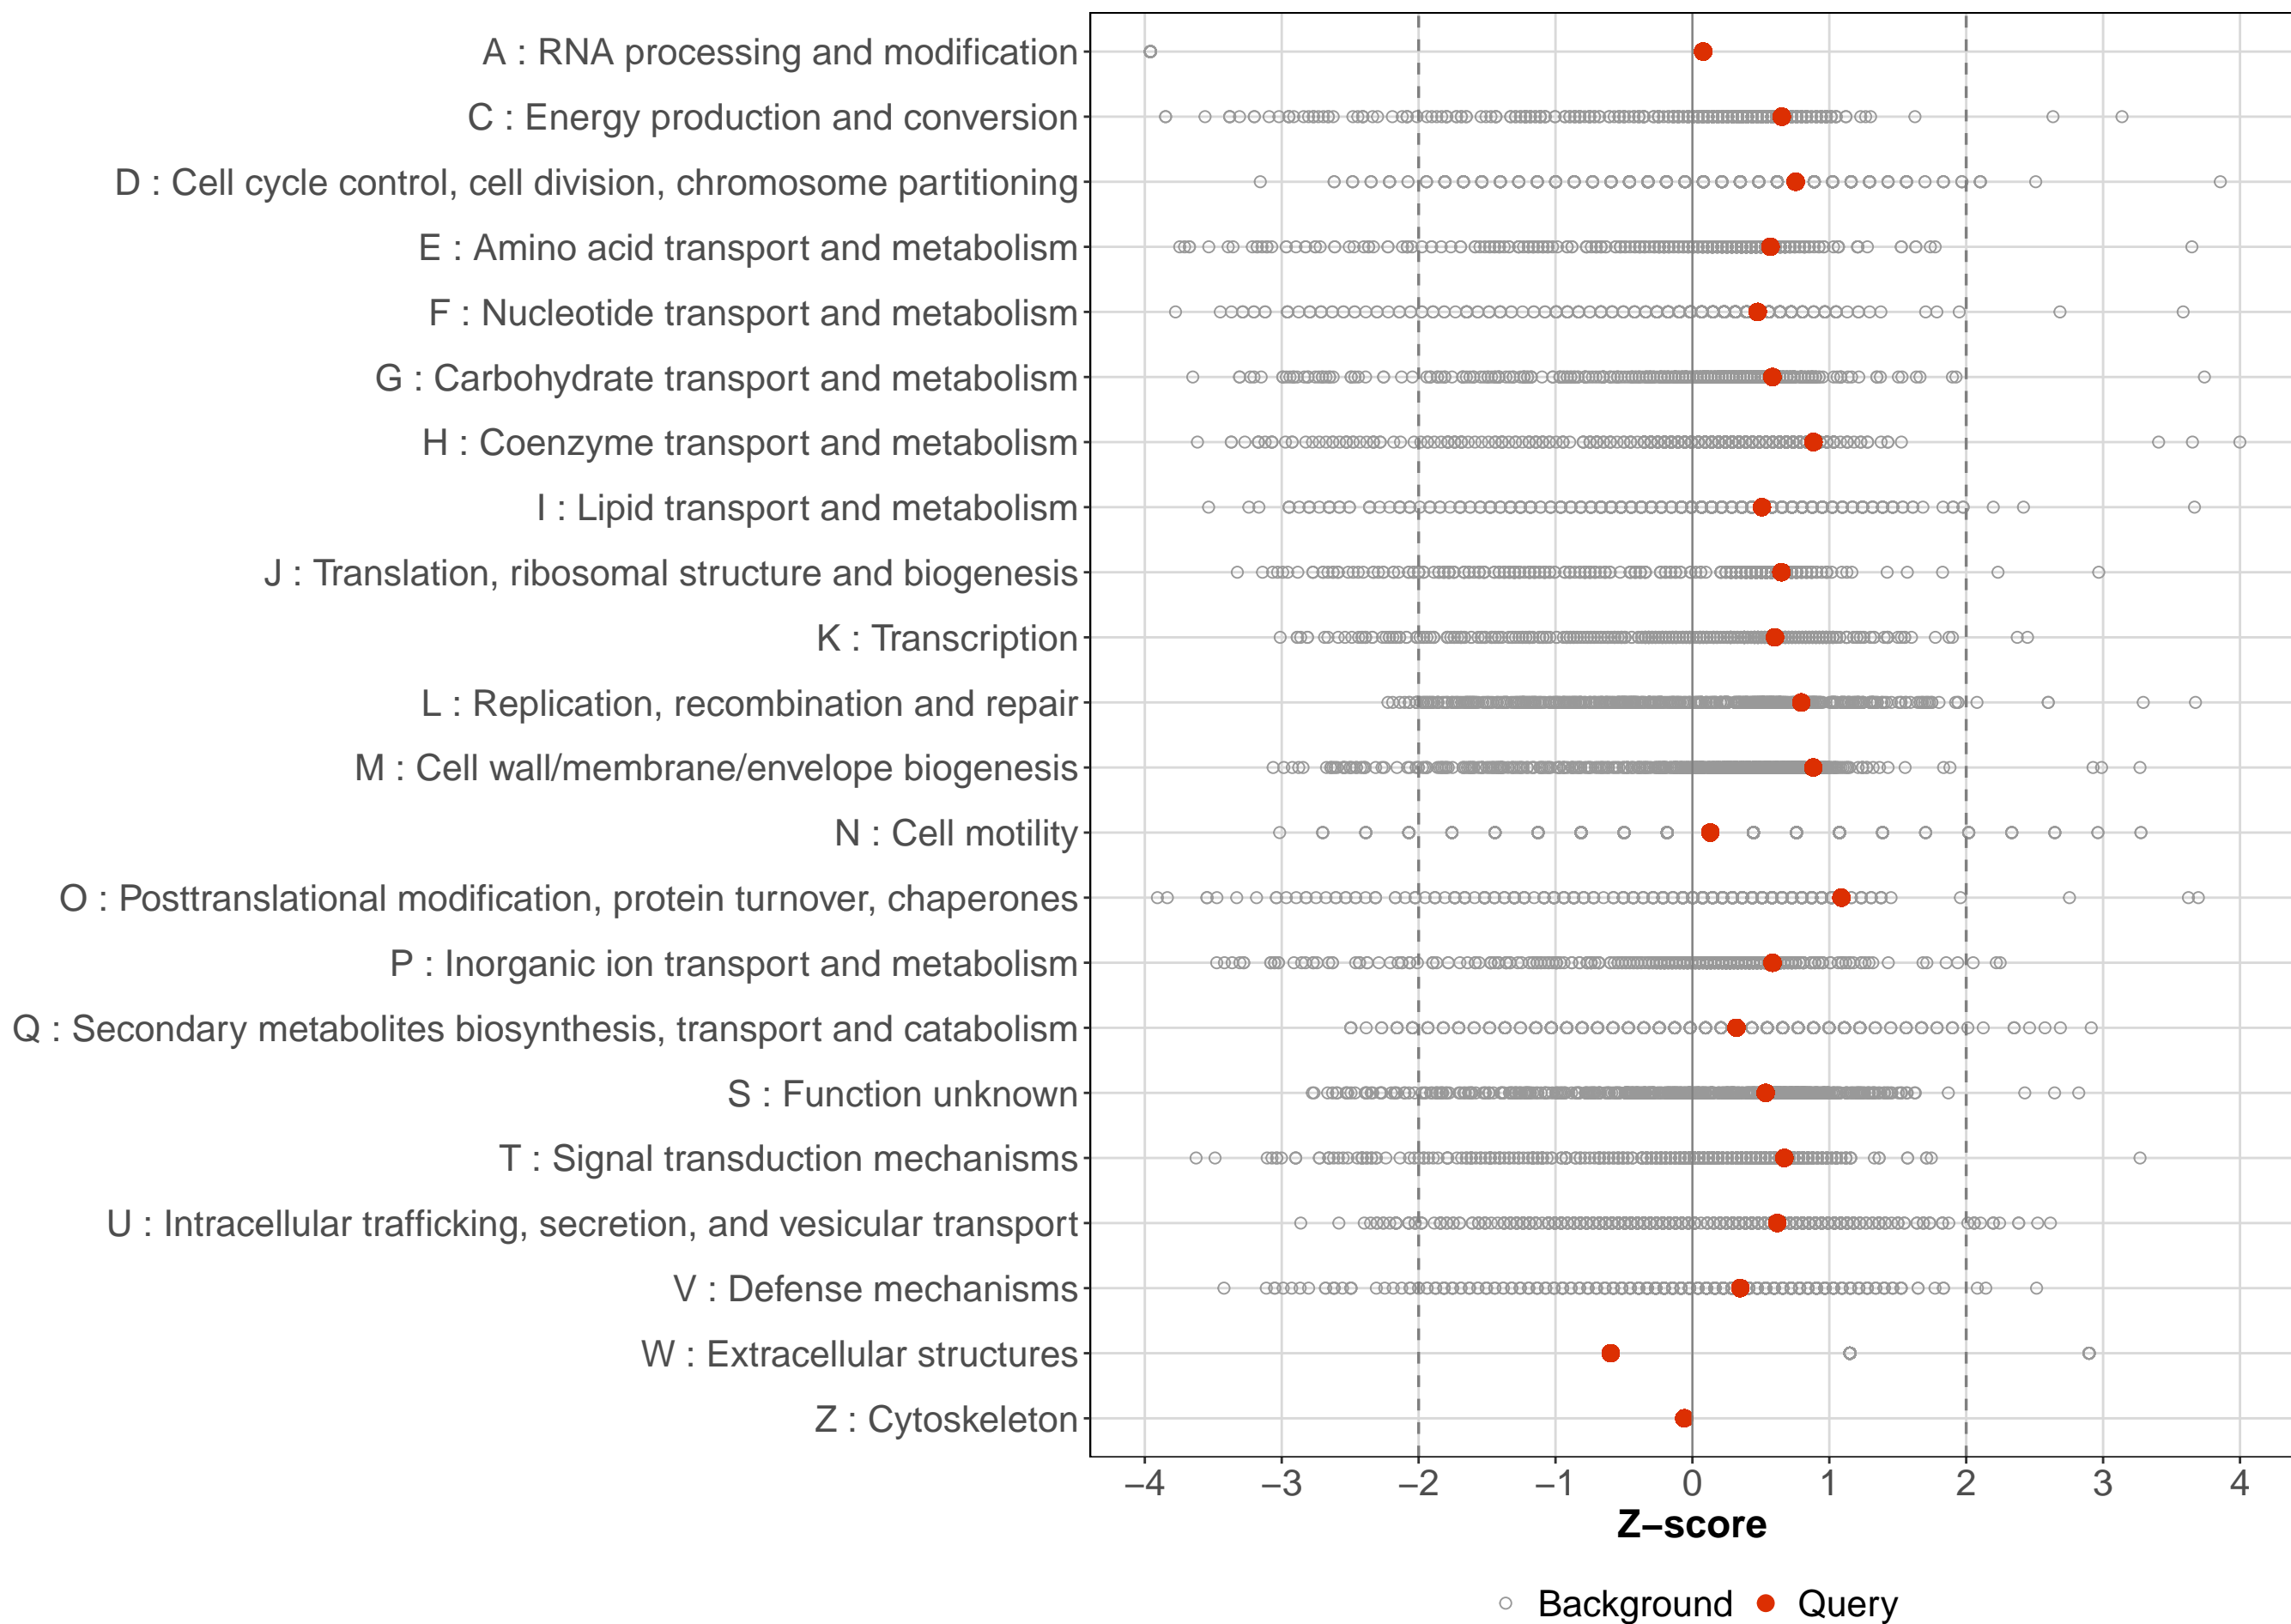 A : RNA processing and modification
C : Energy production and conversion
D : Cell cycle control, cell division, chromosome partitioning
E : Amino acid transport and metabolism
F : Nucleotide transport and metabolism
G : Carbohydrate transport and metabolism
H : Coenzyme transport and metabolism
I : Lipid transport and metabolism
J : Translation, ribosomal structure and biogenesis
K : Transcription
L : Replication, recombination and repair
M : Cell wall/membrane/envelope biogenesis
N : Cell motility
O : Posttranslational modification, protein turnover, chaperones
P : Inorganic ion transport and metabolism
Q : Secondary metabolites biosynthesis, transport and catabolism
S : Function unknown
T : Signal transduction mechanisms
U : Intracellular trafficking, secretion, and vesicular transport
V : Defense mechanisms
W : Extracellular structures
Z : Cytoskeleton
−4 −3 −2 −1 0 1 2 3 4
Z−score
Background Query